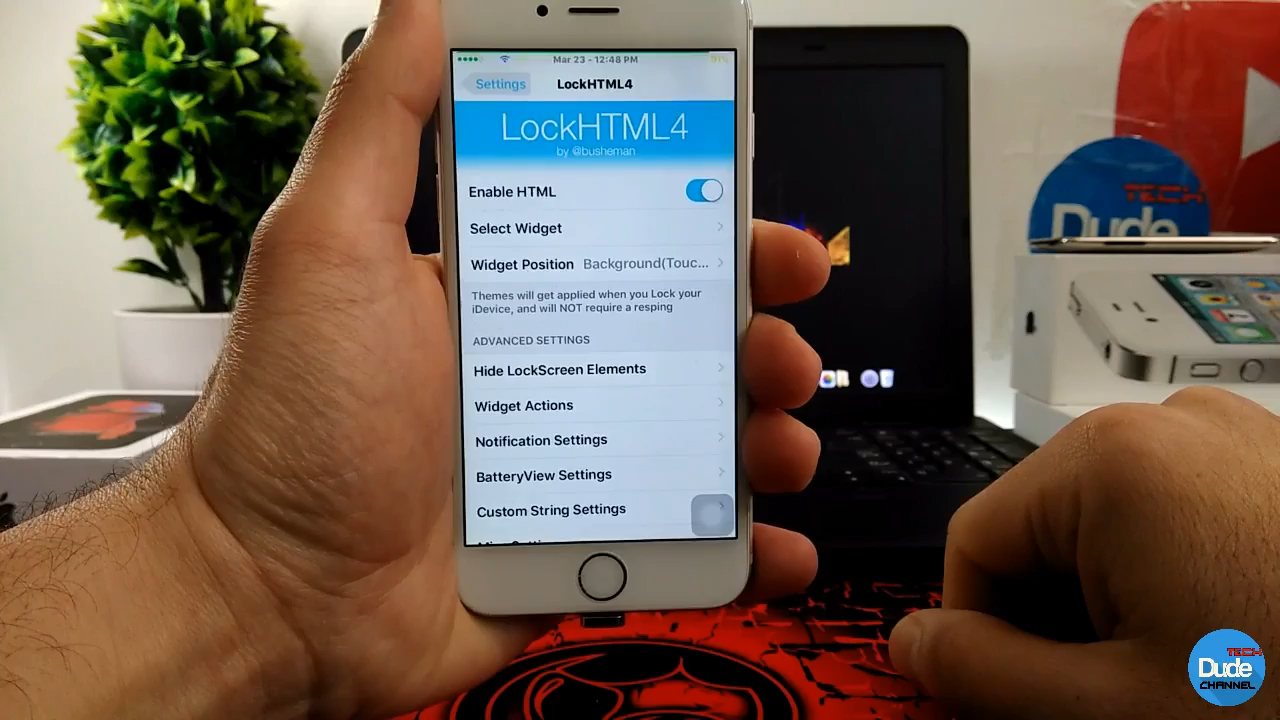 Mar 23 - 12:48 PM
91%
Settings
LockHTML4
LockHTML4
by @busheman
Enable HTML
Select Widget
Widget Position
Background(Touc...
Themes will get applied when you Lock your
iDevice, and will NOT require a resping
ADVANCED SETTINGS
Hide LockScreen Elements
Widget Actions
Notification Settings
BatteryView Settings
Custom String Settings
TECH
Dude
TECH
Dude
CHANNEL